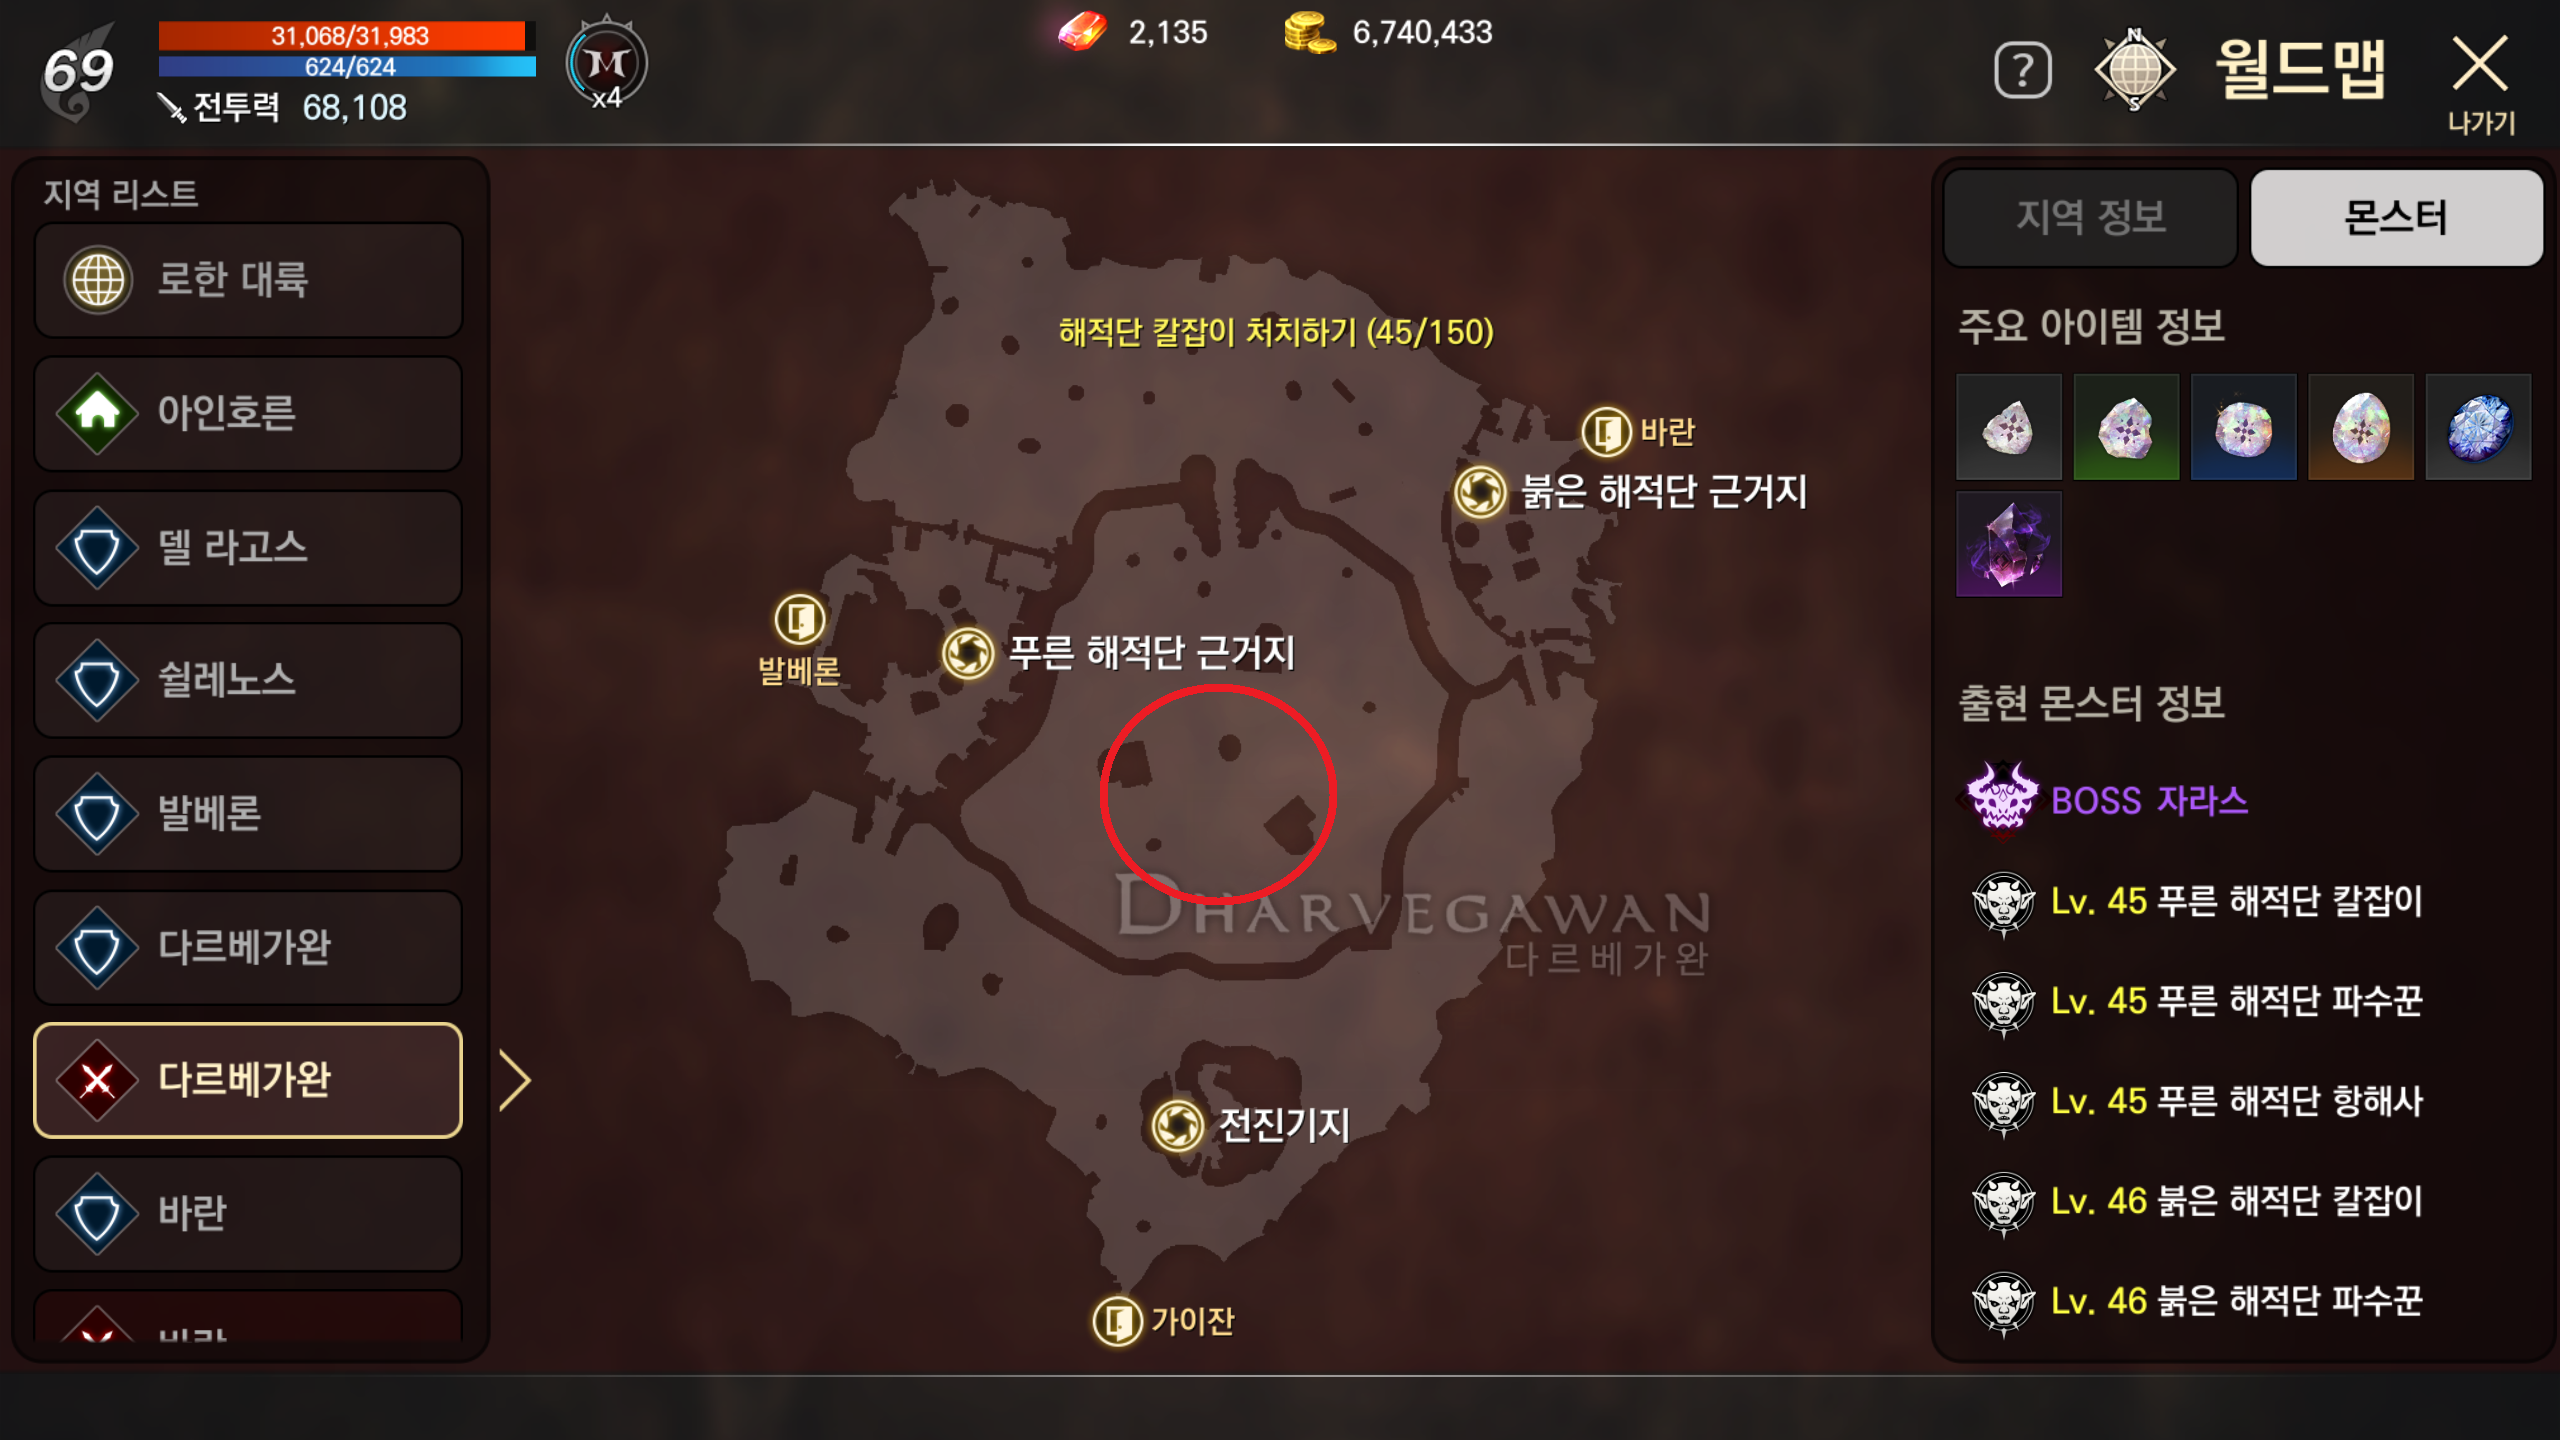 69
31,068/31,983
624/624
전투력 68,108
M
x4
2,135
6,740,433
?
N
S
월드맵
나가기
지역 리스트
로한 대륙
아인호른
델 라고스
쉴레노스
발베론
다르베가완
다르베가완
바란
해적단 칼잡이 처치하기 (45/150)
바란
붉은 해적단 근거지
발베론
푸른 해적단 근거지
DHARVEGAWAN
다르베가완
전진기지
가이잔
지역 정보
몬스터
주요 아이템 정보
출현 몬스터 정보
BOSS 자라스
Lv. 45 푸른 해적단 칼잡이
Lv. 45 푸른 해적단 파수꾼
Lv. 45 푸른 해적단 항해사
Lv. 46 붉은 해적단 칼잡이
Lv. 46 붉은 해적단 파수꾼